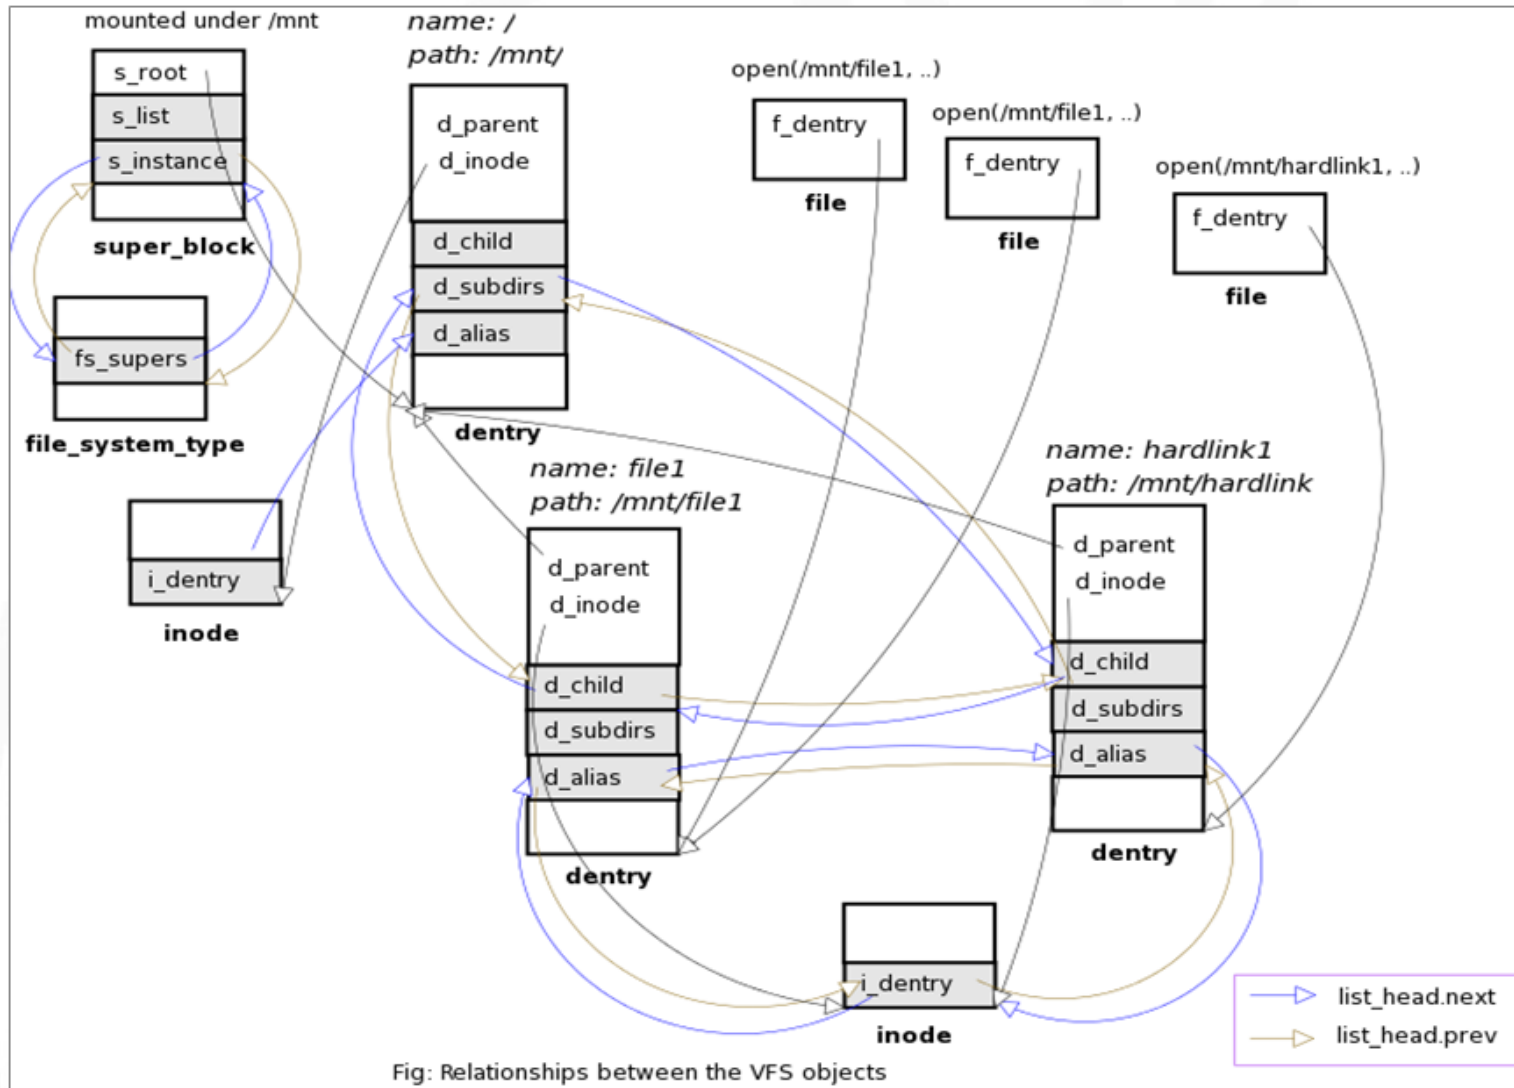 mounted under /mnt
s_root
s_list
s_instance
super_block
fs_supers
file_system_type
i_dentry
inode
name: /
path: /mnt/
d_parent
d_inode
d_child
d_subdirs
d_alias
dentry
open(/mnt/file1, ..)
f_dentry
file
open(/mnt/file1, ..)
f_dentry
file
open(/mnt/hardlink1, ..)
f_dentry
file
name: file1
path: /mnt/file1
d_parent
d_inode
d_child
d_subdirs
d_alias
dentry
name: hardlink1
path: /mnt/hardlink
d_parent
d_inode
d_child
d_subdirs
d_alias
dentry
i_dentry
inode
list_head.next
list_head.prev
Fig: Relationships between the VFS objects